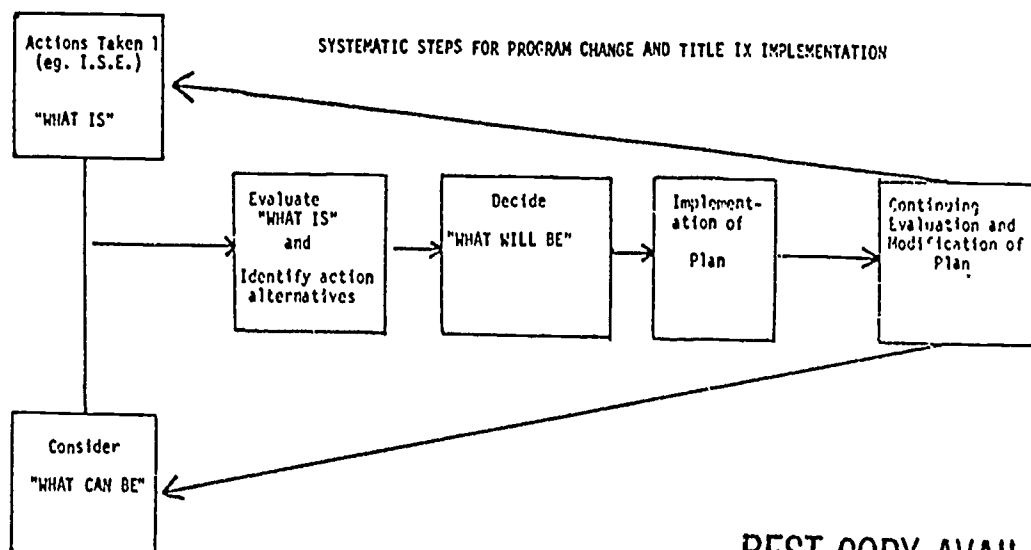 Actions Taken 1
(eg. I.S.E.)
"WHAT IS"
SYSTEMATIC STEPS FOR PROGRAM CHANGE AND TITLE IX IMPLEMENTATION
Evaluate
"WHAT IS"
and
Identify action
alternatives
Decide
"WHAT WILL BE"
Implement-
ation of
Plan
Continuing
Evaluation and
Modification of
Plan
Consider
"WHAT CAN BE"
BEST COPY AVAIL